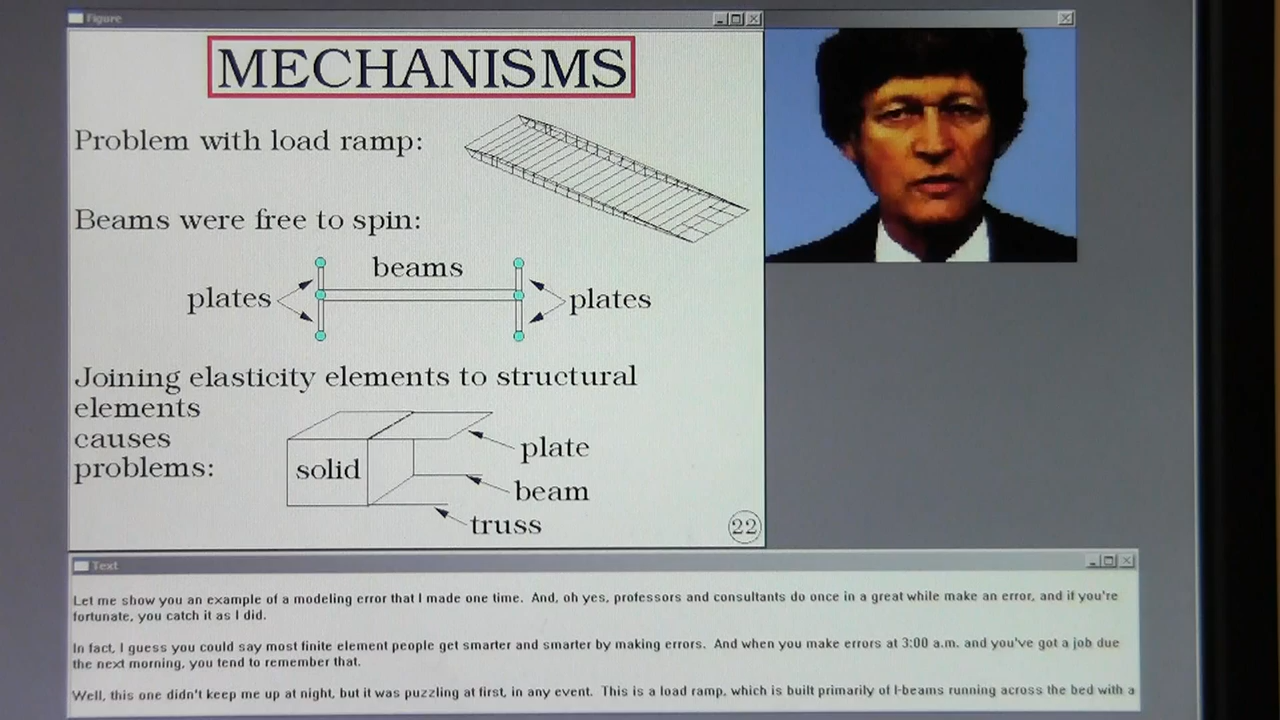 Figure
MECHANISMS
Problem with load ramp:
Beams were free to spin:
beams
plates
plates
Joining elasticity elements to structural
elements
causes
problems:
solid
plate
beam
truss
22
Text
Let me show you an example of a modeling error that I made one time. And, oh yes, professors and consultants do once in a great while make an error, and if you're
fortunate, you catch it as I did.
In fact, I guess you could say most finite element people get smarter and smarter by making errors. And when you make errors at 3:00 a.m. and you've got a job due
the next morning, you tend to remember that.
Well, this one didn't keep me up at night, but it was puzzling at first, in any event. This is a load ramp, which is built primarily of I-beams running across the bed with a